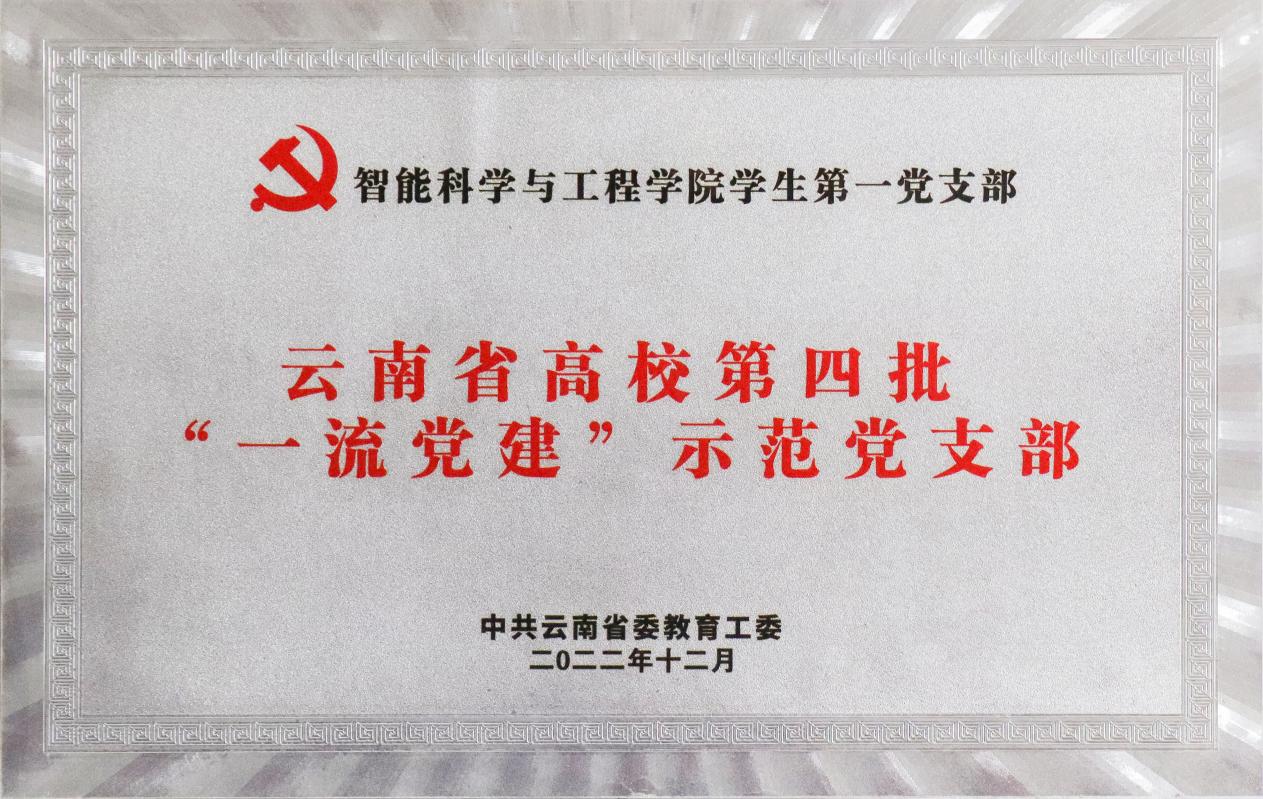 智能科学与工程学院学生第一党支部
云南省高校第四批
“一流党建”示范党支部
中共云南省委教育工委
二0二二年十二月